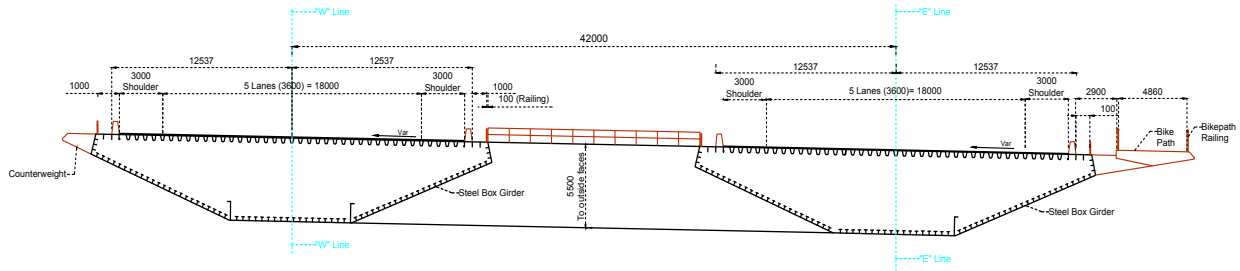 "W" Line
"E" Line
42000
12537
12537
12537
12537
1000
3000
Shoulder
5 Lanes (3600) = 18000
3000
Shoulder
1000
100 (Railing)
3000
Shoulder
5 Lanes (3600)= 18000
3000
Shoulder
2900
4860
100
Var
Var
Bike
Path
Bikepath
Railing
Counterweight
Steel Box Girder
5500
To outside faces
Steel Box Girder
"W" Line
"E" Line